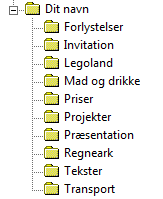 Dit navn
Forlystelser
Invitation
Legoland
Mad og drikke
Priser
Projekter
Præsentation
Regneark
Tekster
Transport